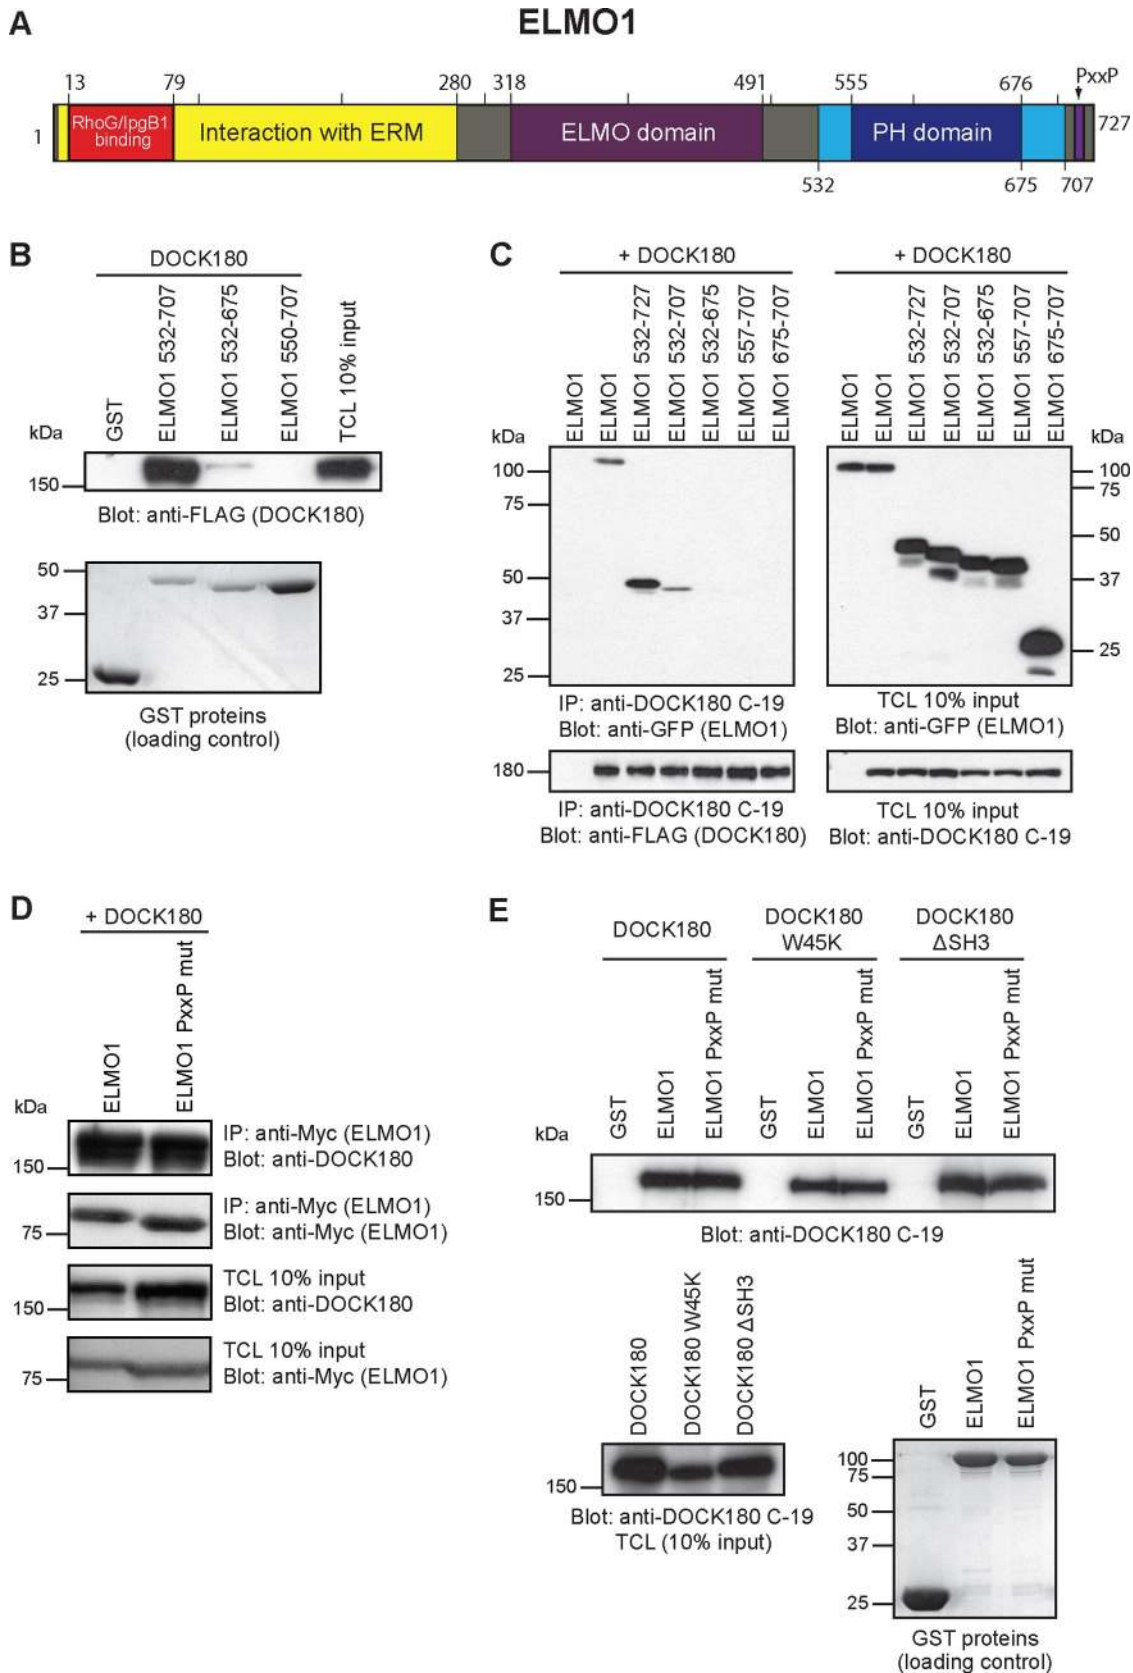 A
ELMO1
13 79 280 318 491 555 676 PxxP
1 RhoG/IpgB1 binding Interaction with ERM ELMO domain PH domain 727
532 675 707
B
DOCK180
GST
ELMO1 532-707
ELMO1 532-675
ELMO1 550-707
TCL 10% input
kDa
150
Blot: anti-FLAG (DOCK180)
50
37
25
GST proteins
(loading control)
C
+ DOCK180
ELMO1
ELMO1
ELMO1 532-727
ELMO1 532-707
ELMO1 532-675
ELMO1 557-707
ELMO1 675-707
kDa
100
75
50
37
25
IP: anti-DOCK180 C-19
Blot: anti-GFP (ELMO1)
180
IP: anti-DOCK180 C-19
Blot: anti-FLAG (DOCK180)
+ DOCK180
ELMO1
ELMO1
ELMO1 532-727
ELMO1 532-707
ELMO1 532-675
ELMO1 557-707
ELMO1 675-707
kDa
100
75
50
37
25
TCL 10% input
Blot: anti-GFP (ELMO1)
TCL 10% input
Blot: anti-DOCK180 C-19
D
+ DOCK180
ELMO1
ELMO1 PxxP mut
kDa
150
IP: anti-Myc (ELMO1)
Blot: anti-DOCK180
75
IP: anti-Myc (ELMO1)
Blot: anti-Myc (ELMO1)
150
TCL 10% input
Blot: anti-DOCK180
75
TCL 10% input
Blot: anti-Myc (ELMO1)
E
DOCK180
DOCK180
W45K
DOCK180
ΔSH3
GST
ELMO1
ELMO1 PxxP mut
GST
ELMO1
ELMO1 PxxP mut
GST
ELMO1
ELMO1 PxxP mut
kDa
150
Blot: anti-DOCK180 C-19
DOCK180
DOCK180 W45K
DOCK180 ΔSH3
150
Blot: anti-DOCK180 C-19
TCL (10% input)
GST
ELMO1
ELMO1 PxxP mut
100
75
50
37
25
GST proteins
(loading control)